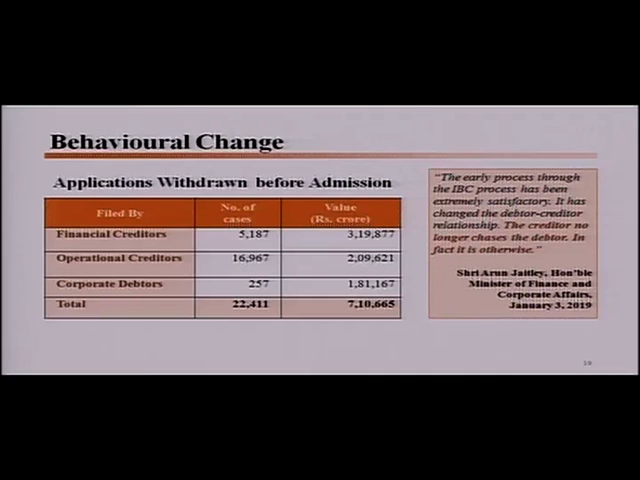 Behavioural Change
Applications Withdrawn before Admission
Filed By
No. of
cases
Value
(Rs. crore)
Financial Creditors 5,187 3,19,877
Operational Creditors 16,967 2,09,621
Corporate Debtors 257 1,81,167
Total 22,411 7,10,665
“The early process through
the IBC process has been
extremely satisfactory. It has
changed the debtor-creditor
relationship. The creditor no
longer chases the debtor. In
fact it is otherwise.”
Shri Arun Jaitley, Hon’ble
Minister of Finance and
Corporate Affairs,
January 3, 2019